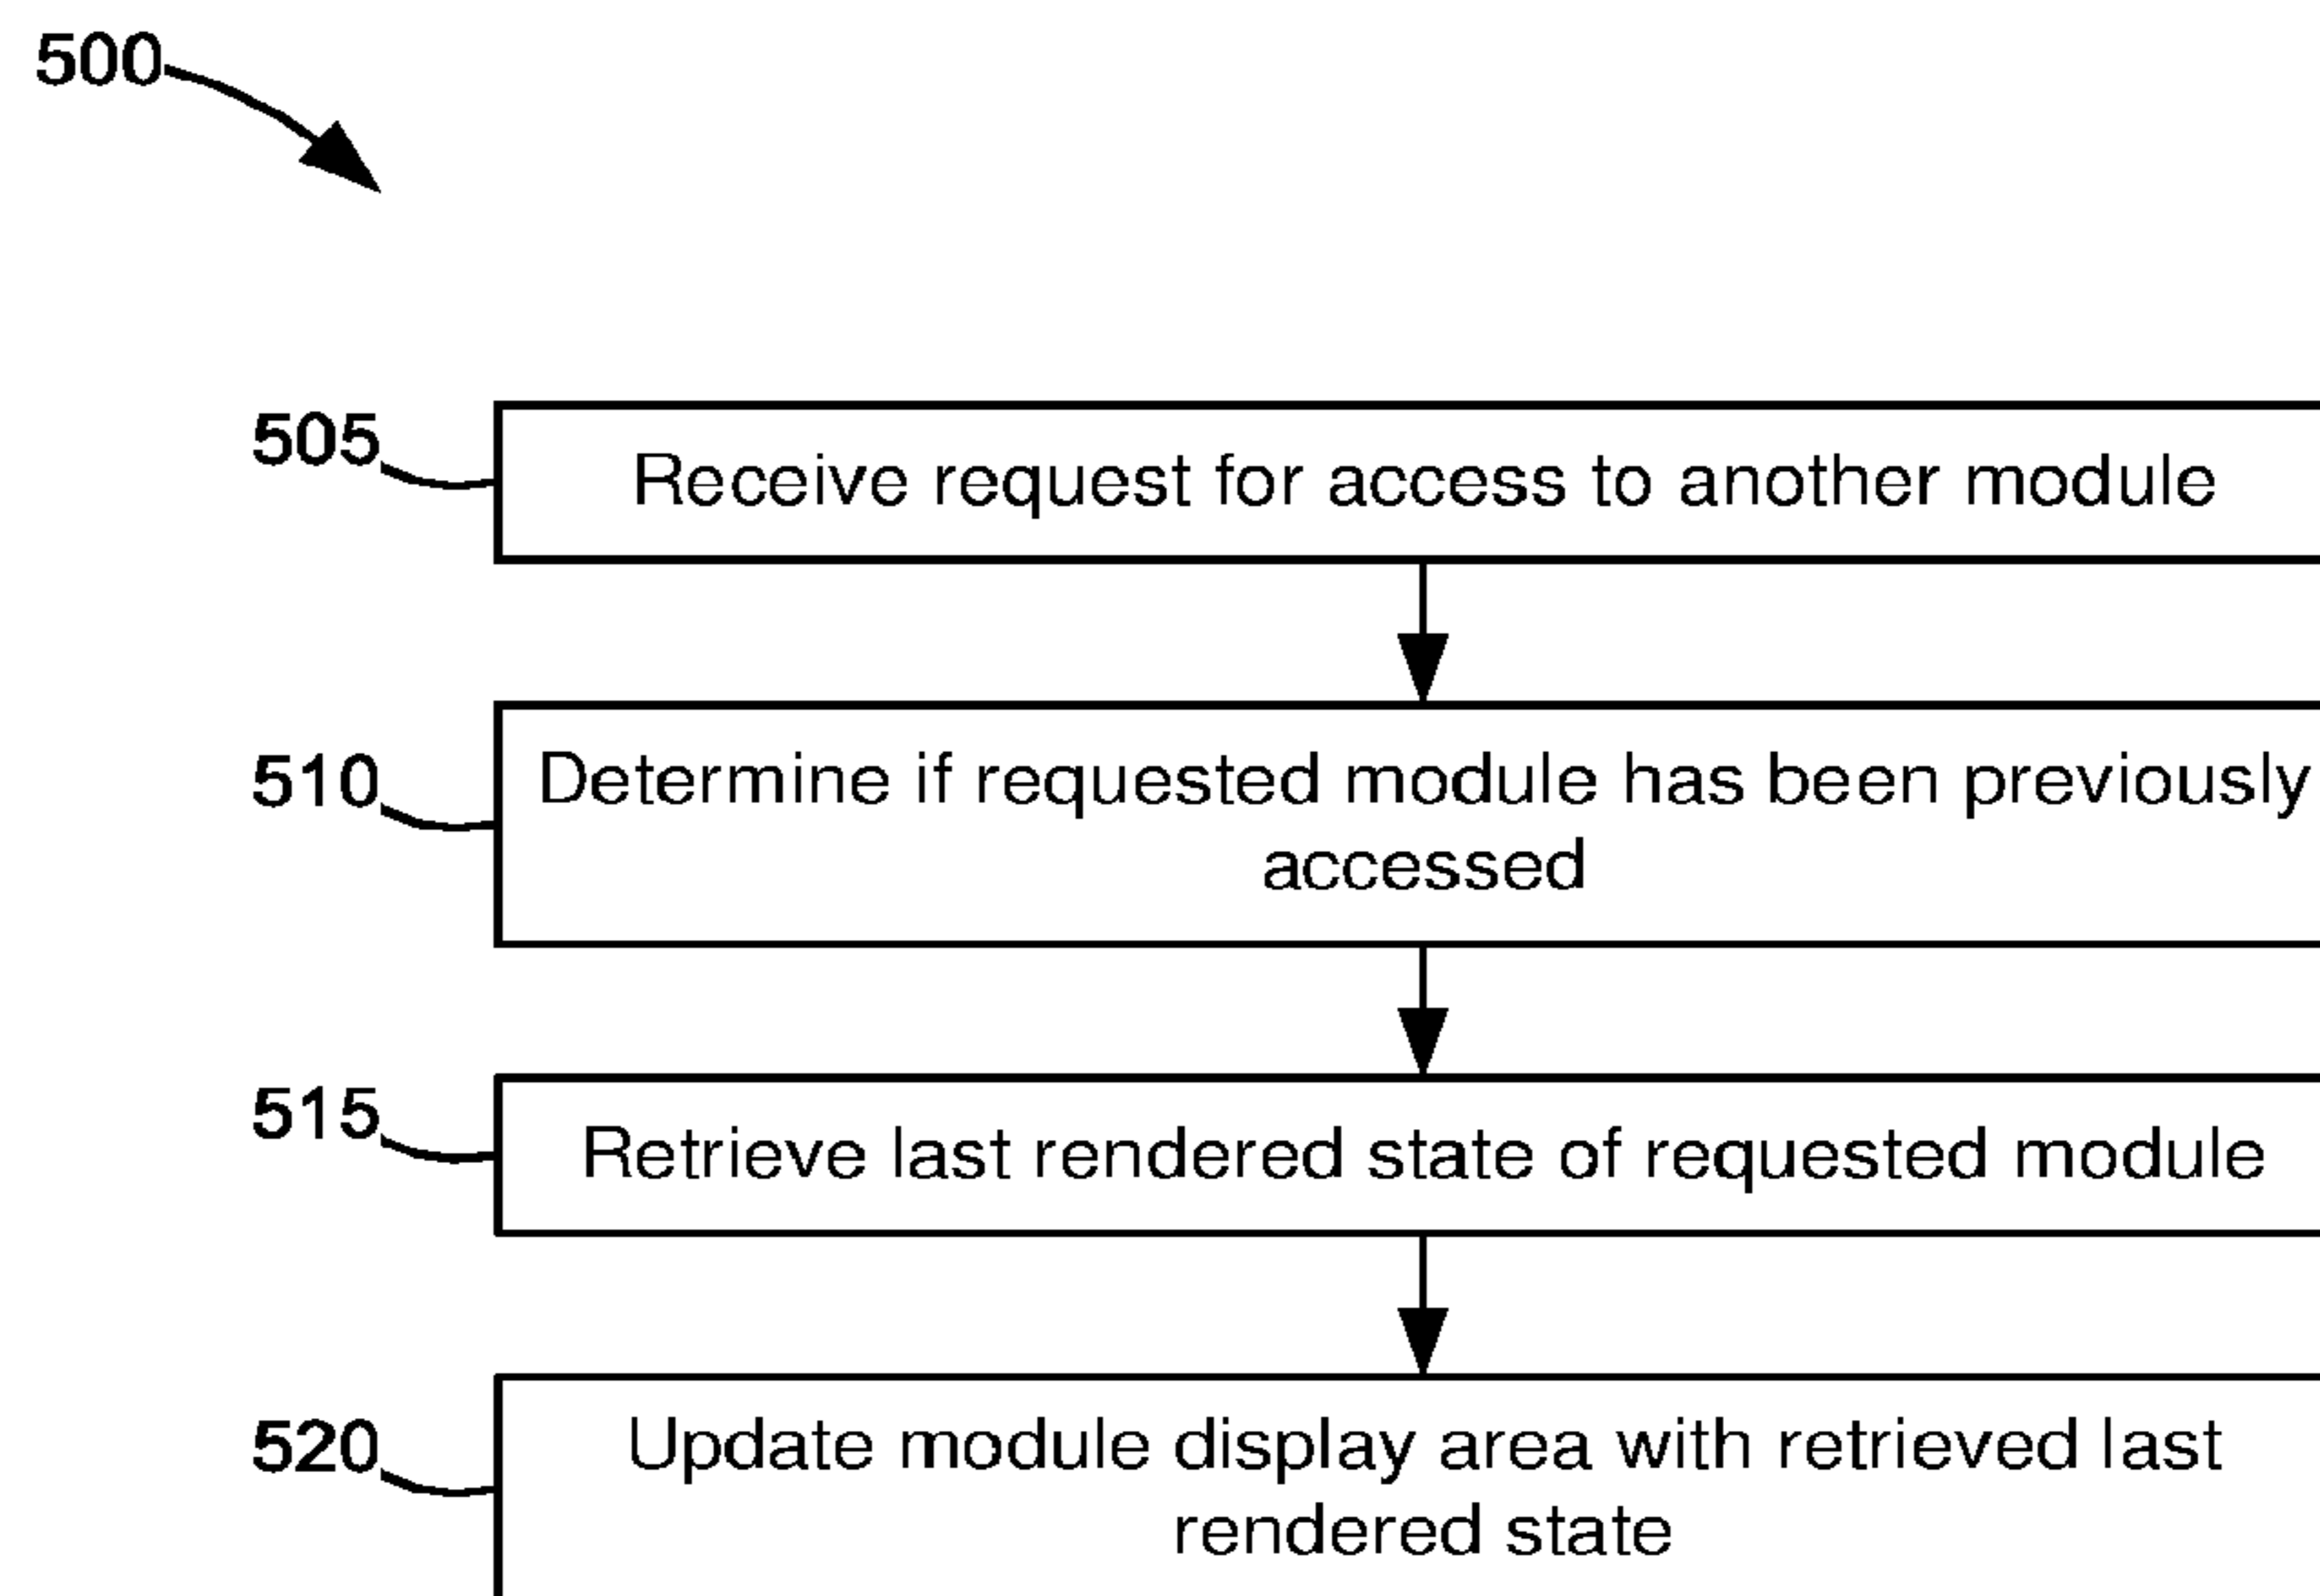 500
505
Receive request for access to another module
510
Determine if requested module has been previously
accessed
515
Retrieve last rendered state of requested module
520
Update module display area with retrieved last
rendered state